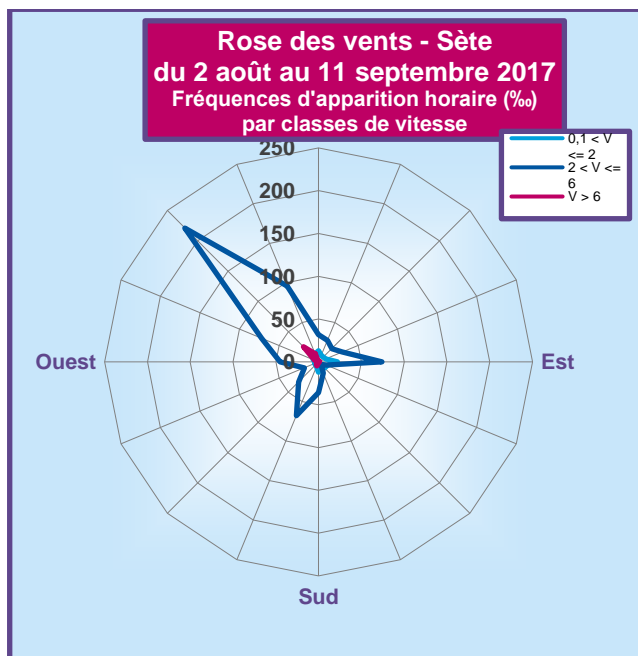 Rose des vents - Sète
du 2 août au 11 septembre 2017
Fréquences d'apparition horaire (‰)
par classes de vitesse
0,1 < V
<= 2
2 < V <=
6
V > 6
250
200
150
100
50
0
Ouest
Est
Sud